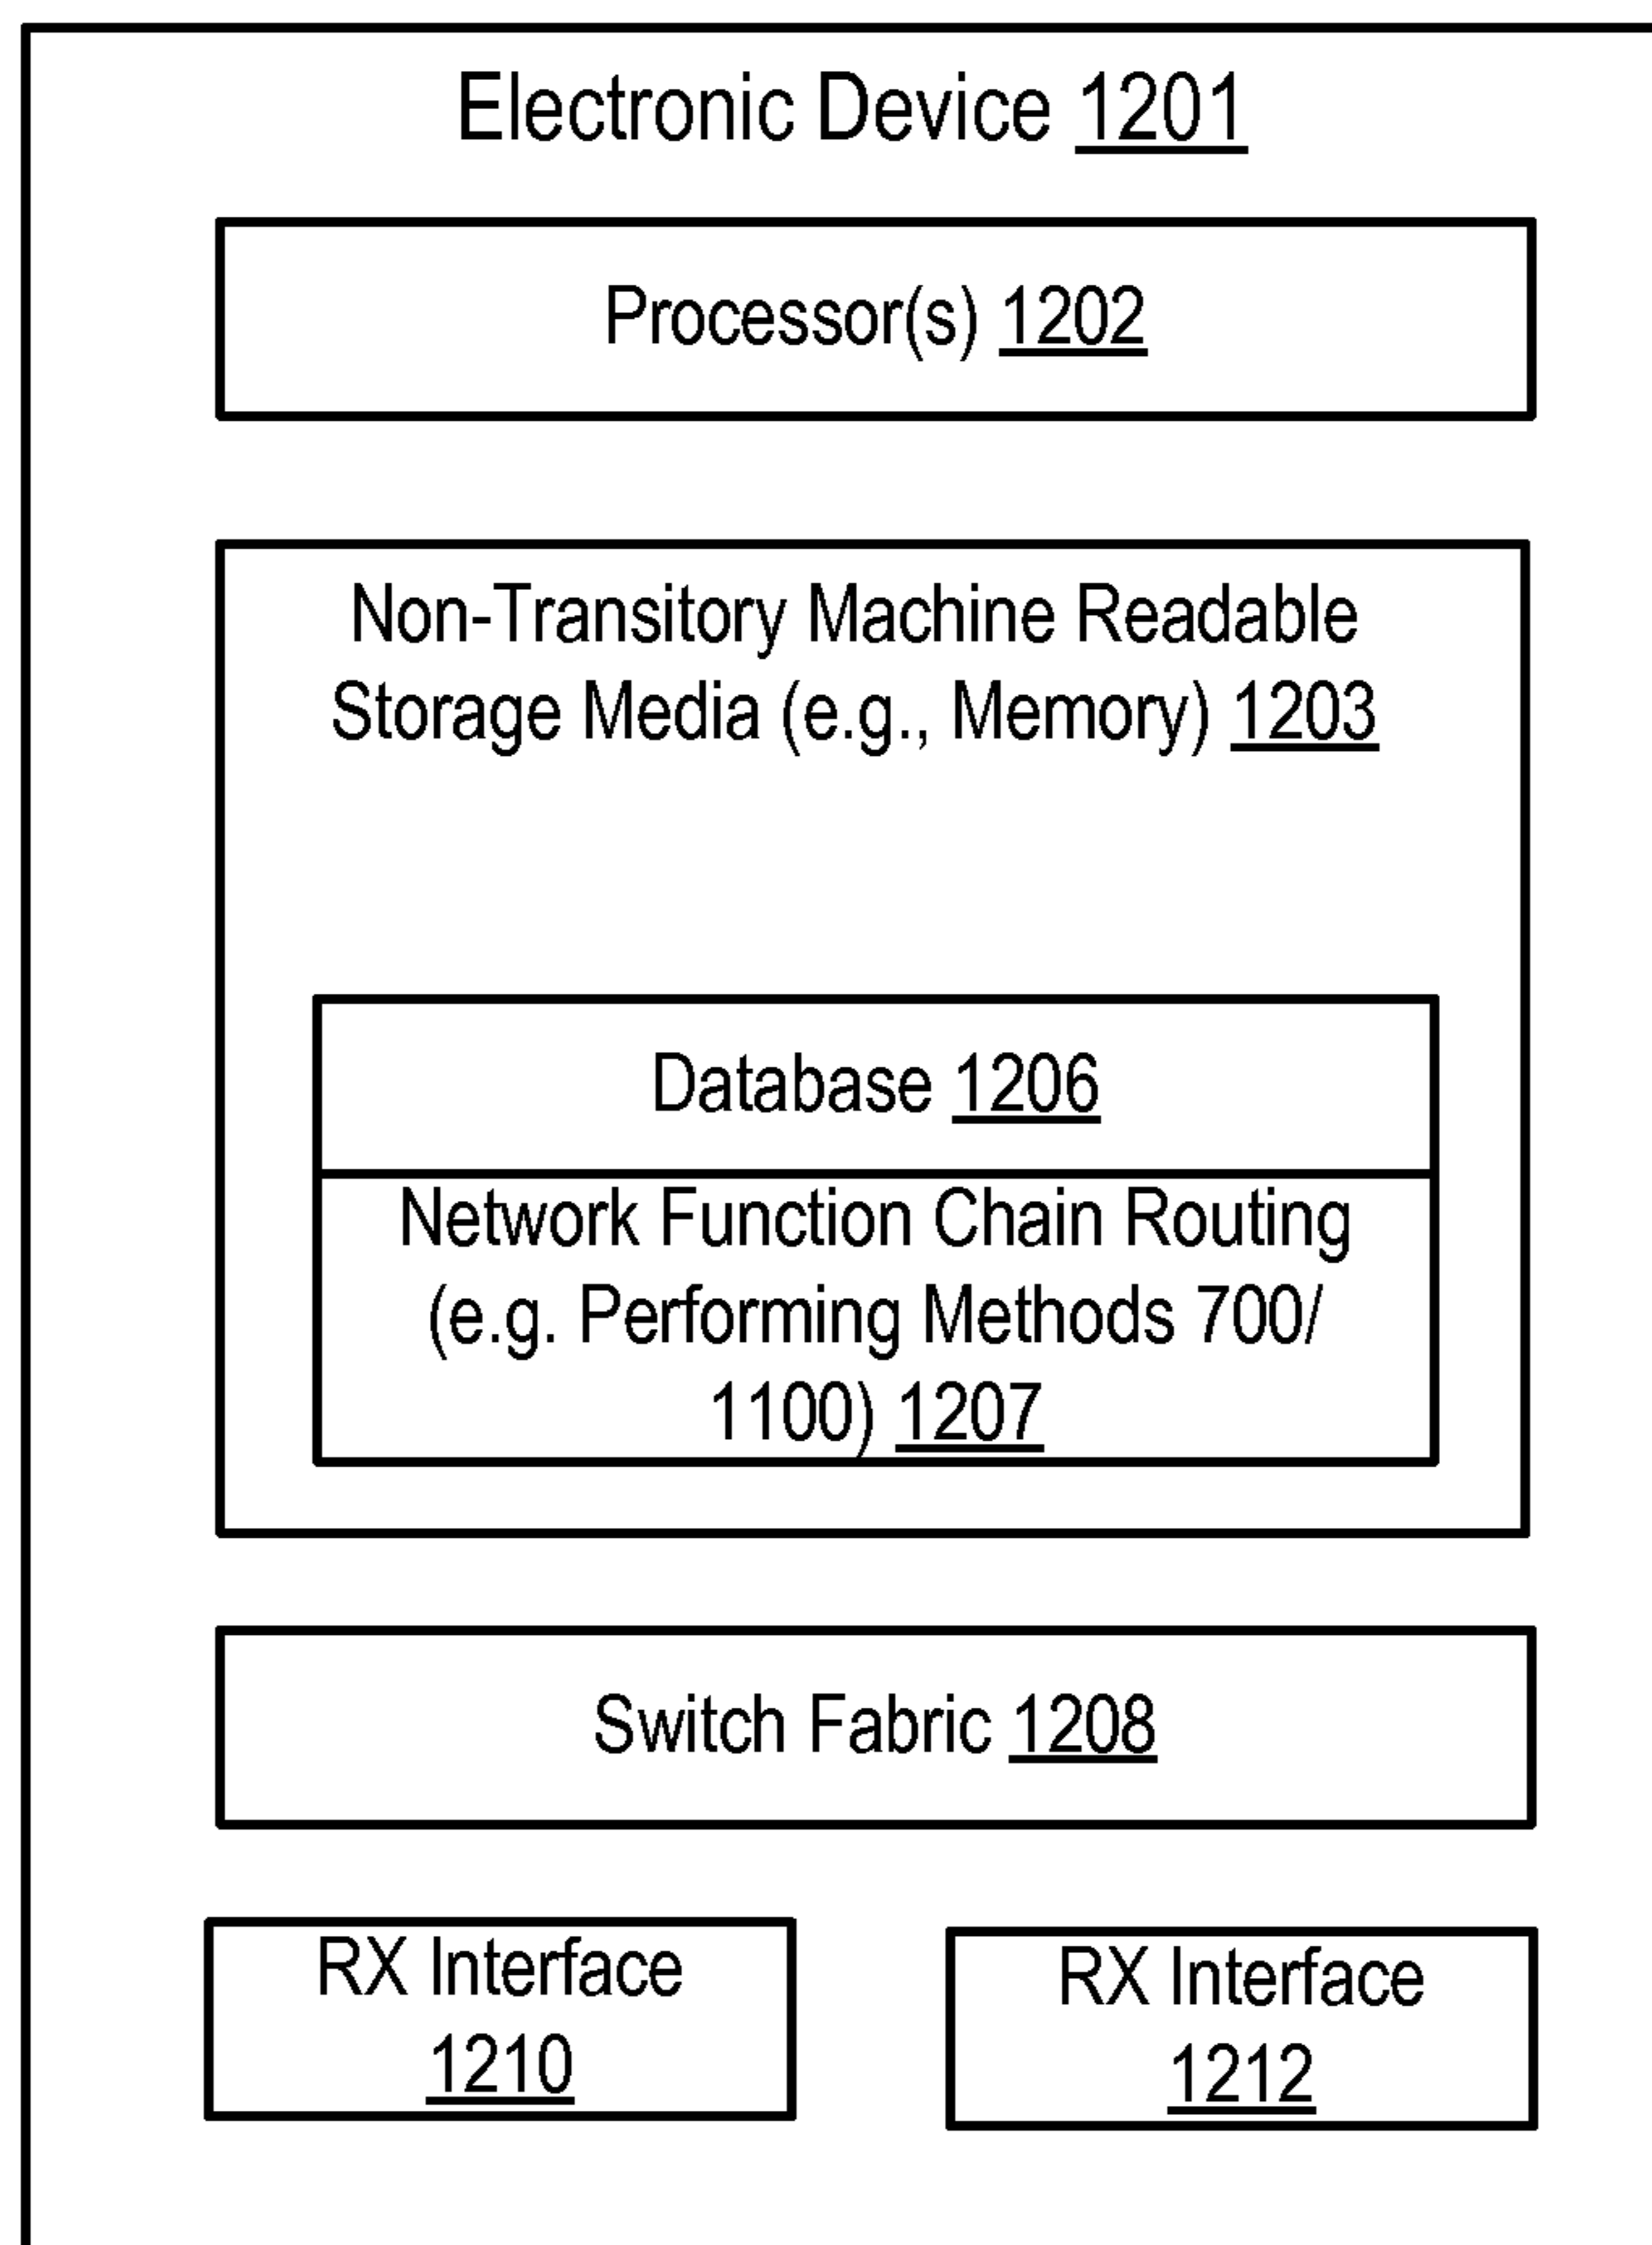 Electronic Device 1201
Processor(s) 1202
Non-Transitory Machine Readable
Storage Media (e.g., Memory) 1203
Database 1206
Network Function Chain Routing
(e.g. Performing Methods 700/
1100) 1207
Switch Fabric 1208
RX Interface
1210
RX Interface
1212